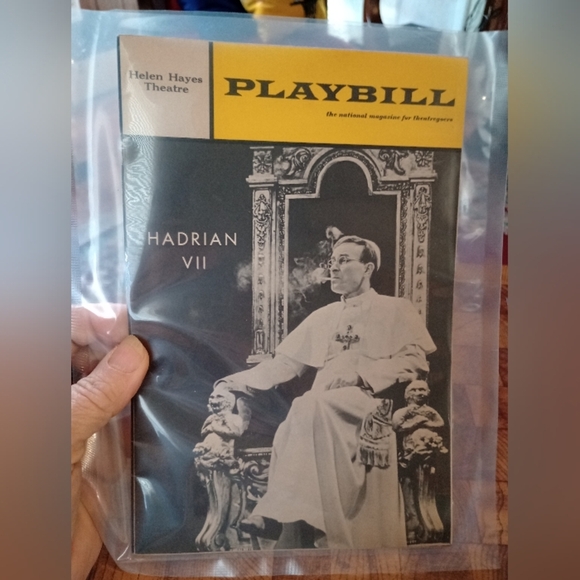 Helen Hayes
Theatre
PLAYBILL
the national magazine for theatregoers
HADRIAN
VII